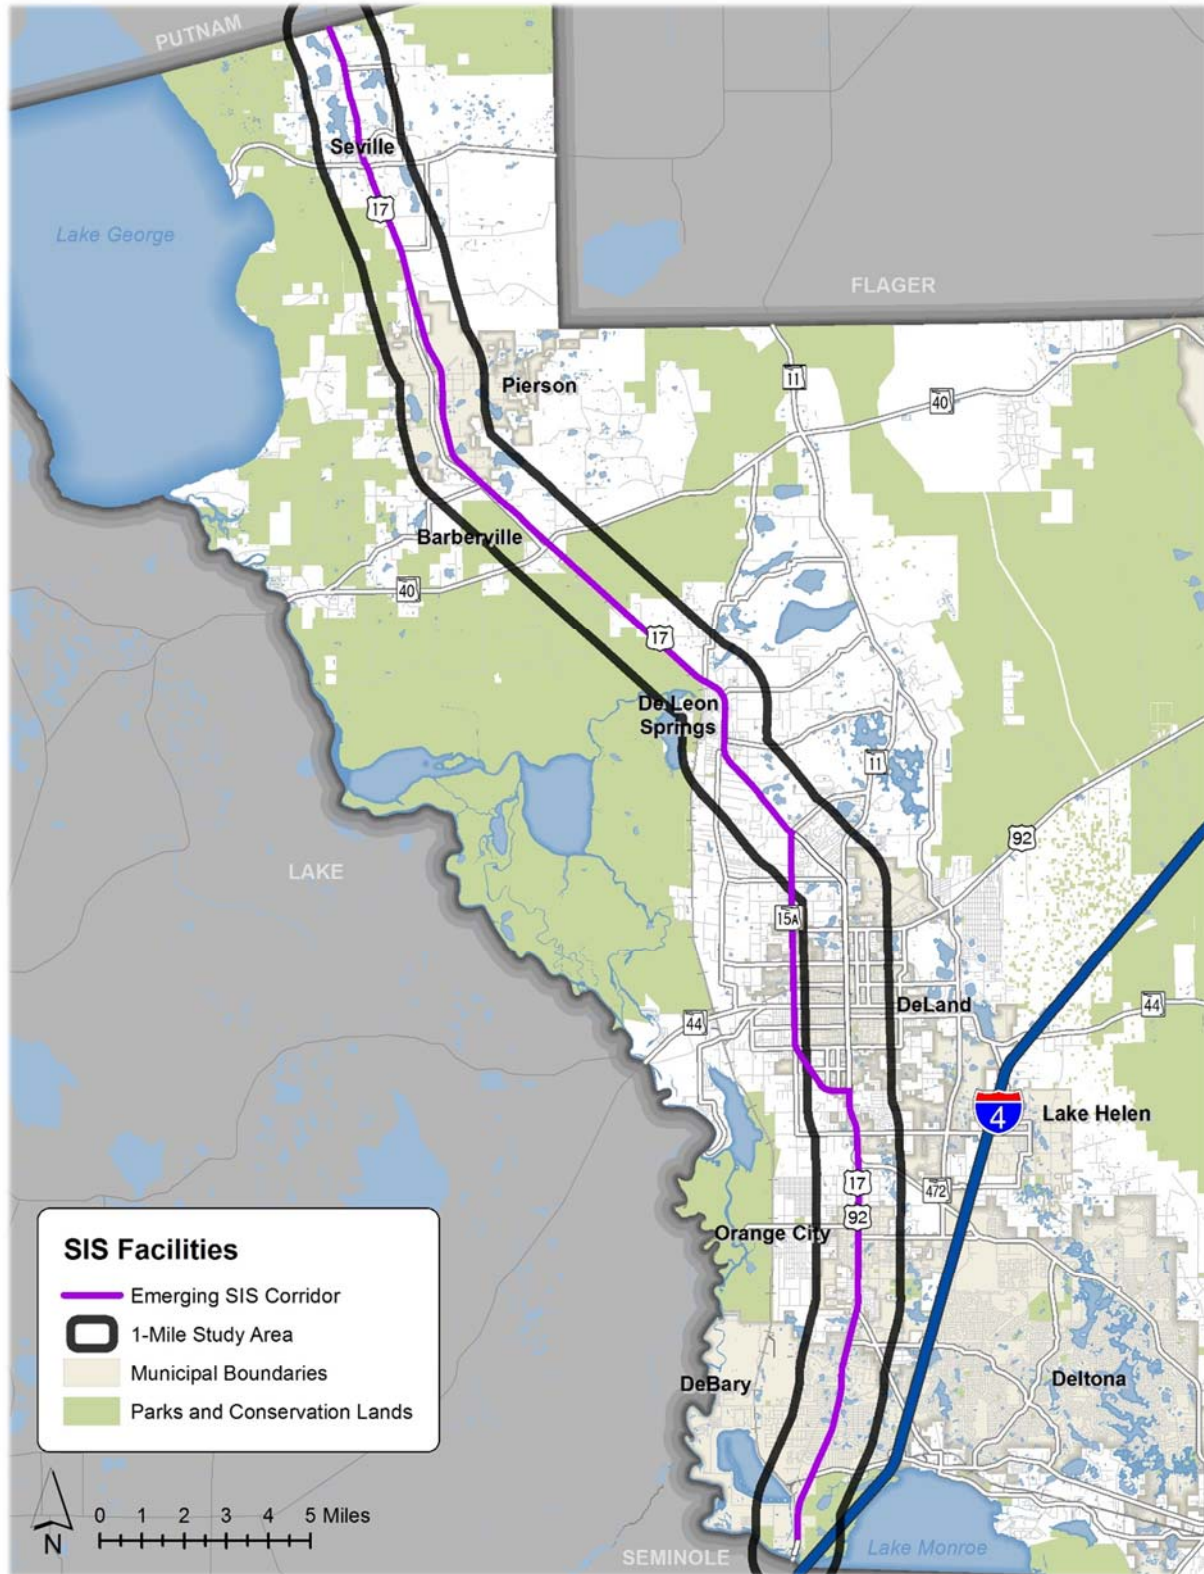 PUTNAM
Seville
17
Lake George
FLAGER
Pierson
11
40
Barberville
40
17
De Leon
Springs
11
92
LAKE
15A
DeLand
44
44
4
Lake Helen
17
472
92
Orange City
DeBary
Deltona
SIS Facilities
Emerging SIS Corridor
1-Mile Study Area
Municipal Boundaries
Parks and Conservation Lands
N
0 1 2 3 4 5 Miles
SEMINOLE
Lake Monroe